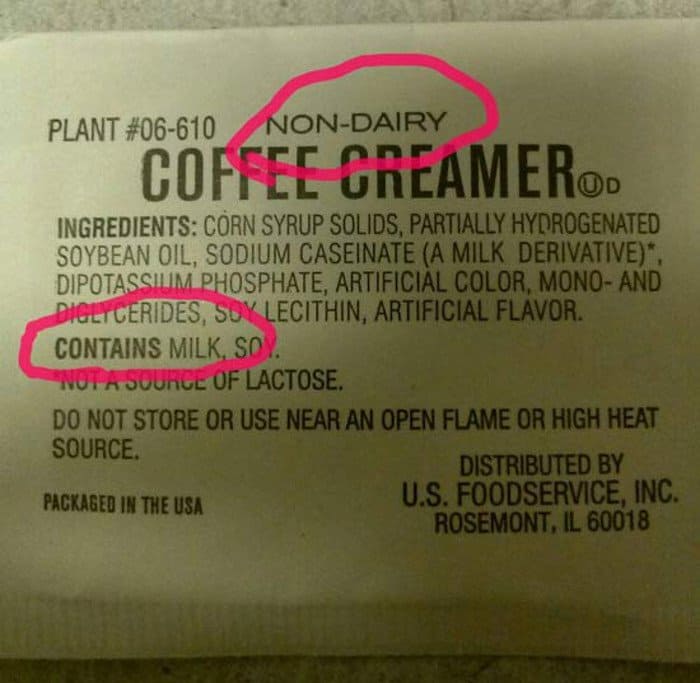 PLANT #06-610 NON-DAIRY
COFFEE CREAMER ⓊD
INGREDIENTS: CORN SYRUP SOLIDS, PARTIALLY HYDROGENATED
SOYBEAN OIL, SODIUM CASEINATE (A MILK DERIVATIVE)*,
DIPOTASSIUM PHOSPHATE, ARTIFICIAL COLOR, MONO- AND
DIGLYCERIDES, SOY LECITHIN, ARTIFICIAL FLAVOR.
CONTAINS MILK, SOY.
*NOT A SOURCE OF LACTOSE.
DO NOT STORE OR USE NEAR AN OPEN FLAME OR HIGH HEAT
SOURCE.
PACKAGED IN THE USA
DISTRIBUTED BY
U.S. FOODSERVICE, INC.
ROSEMONT, IL 60018